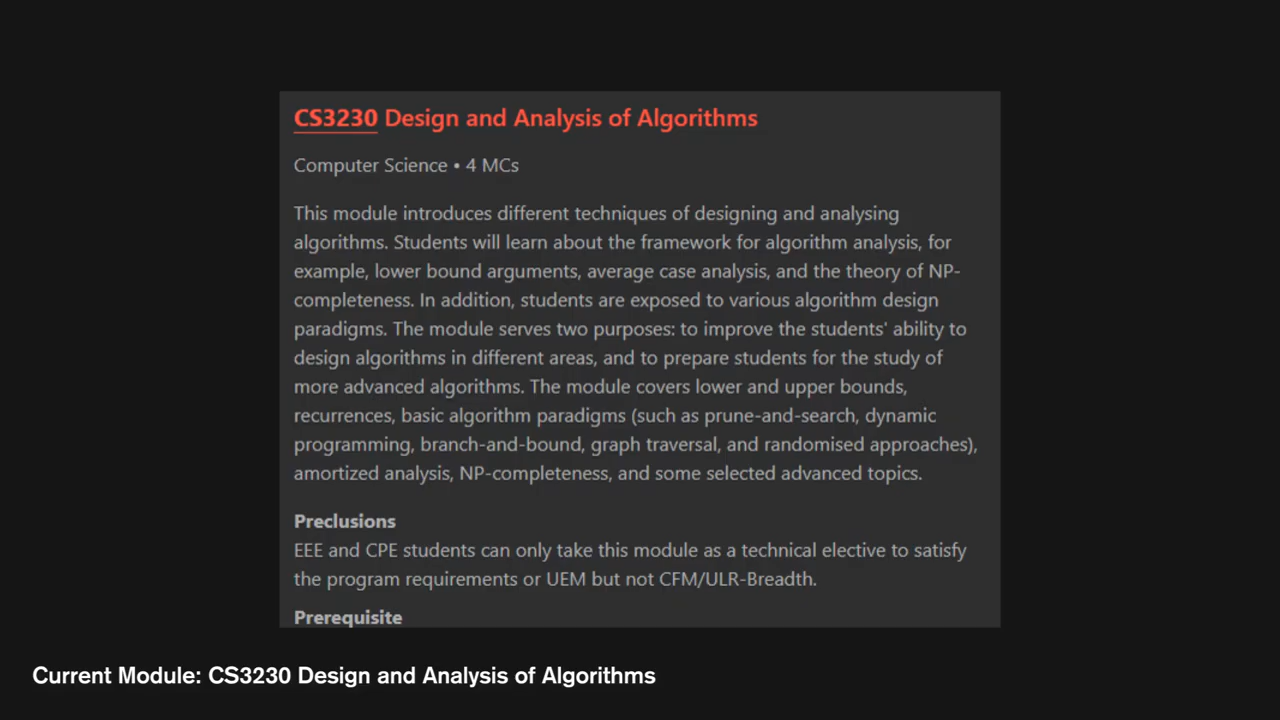 CS3230 Design and Analysis of Algorithms
Computer Science • 4 MCs
This module introduces different techniques of designing and analysing
algorithms. Students will learn about the framework for algorithm analysis, for
example, lower bound arguments, average case analysis, and the theory of NP-
completeness. In addition, students are exposed to various algorithm design
paradigms. The module serves two purposes: to improve the students' ability to
design algorithms in different areas, and to prepare students for the study of
more advanced algorithms. The module covers lower and upper bounds,
recurrences, basic algorithm paradigms (such as prune-and-search, dynamic
programming, branch-and-bound, graph traversal, and randomised approaches),
amortized analysis, NP-completeness, and some selected advanced topics.
Preclusions
EEE and CPE students can only take this module as a technical elective to satisfy
the program requirements or UEM but not CFM/ULR-Breadth.
Prerequisite
Current Module: CS3230 Design and Analysis of Algorithms